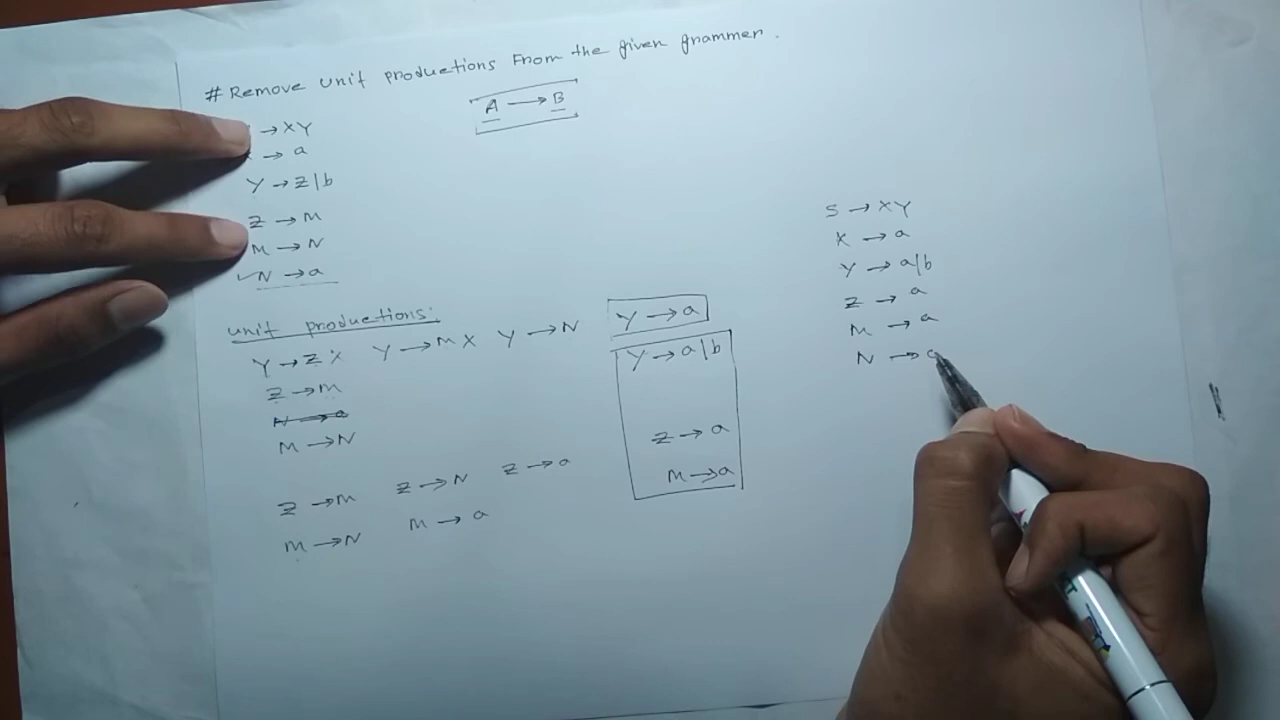 # Remove unit productions From the given grammer.
A → B
→ XY
→ a
Y → Z | b
Z → M
M → N
✓ N → a
unit productions:
Y → Z X Y → M X Y → N Y → a
Z → M
N → a
M → N
Y → a | b
Z → a
M → a
Z → M Z → N Z → a
M → N M → a
S → XY
X → a
Y → a|b
Z → a
M → a
N → a